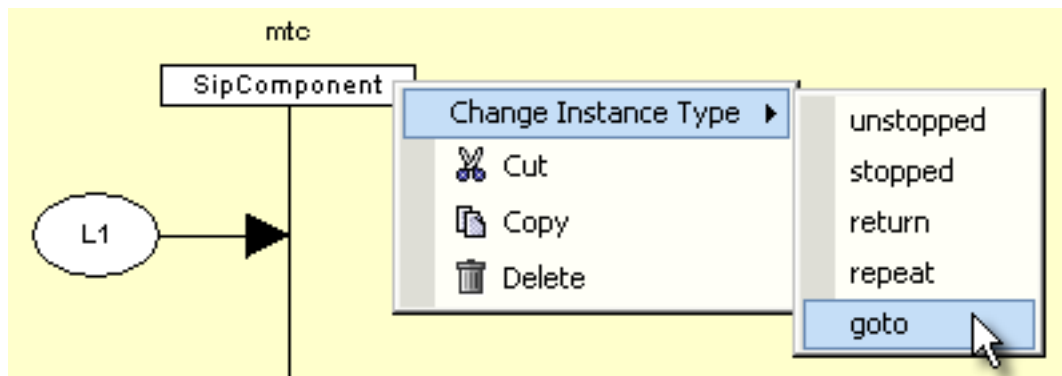 mtc
SipComponent
L1
Change Instance Type
Cut
Copy
Delete
unstopped
stopped
return
repeat
goto